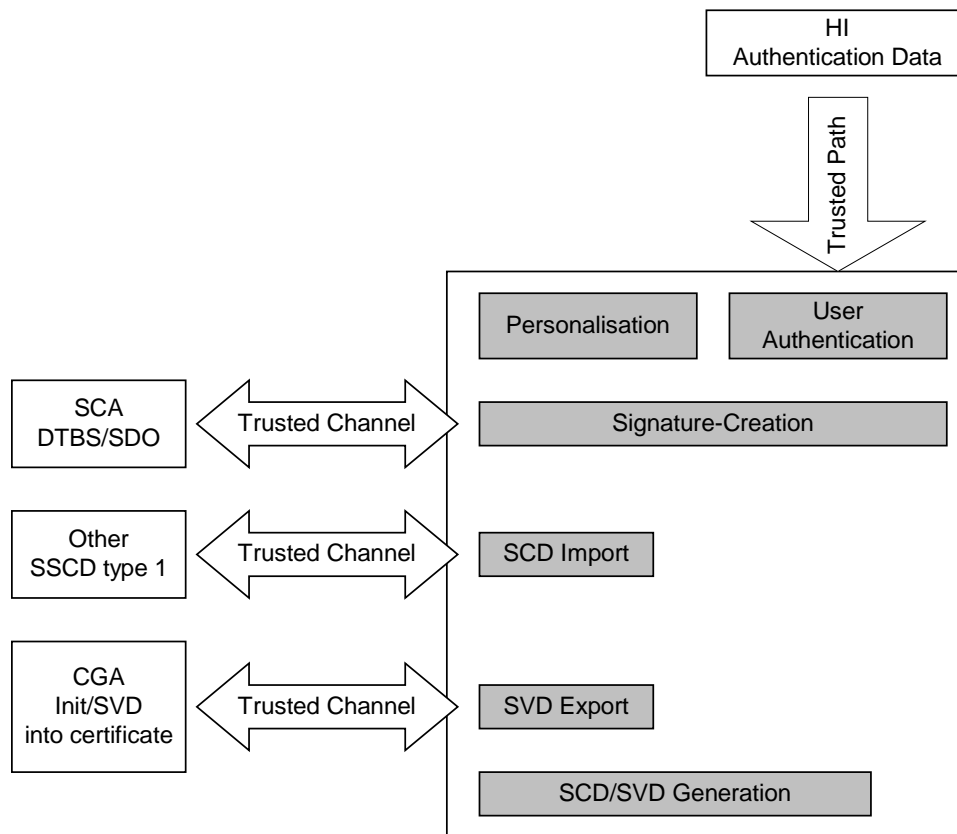 HI
Authentication Data
Trusted Path
Personalisation
User
Authentication
SCA
DTBS/SDO
Trusted Channel
Signature-Creation
Other
SSCD type 1
Trusted Channel
SCD Import
CGA
Init/SVD
into certificate
Trusted Channel
SVD Export
SCD/SVD Generation